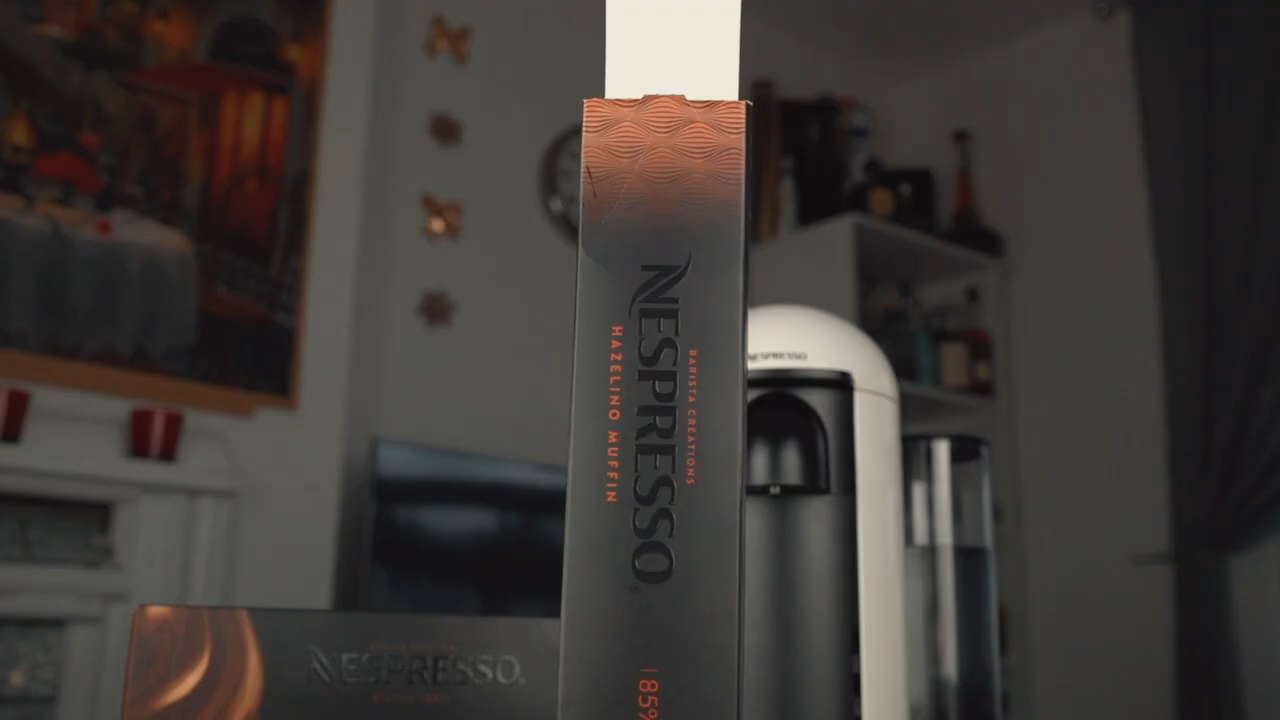 BARISTA CREATIONS
NESPRESSO®
HAZELINO MUFFIN
185%
NESPRESSO
NESPRESSO.